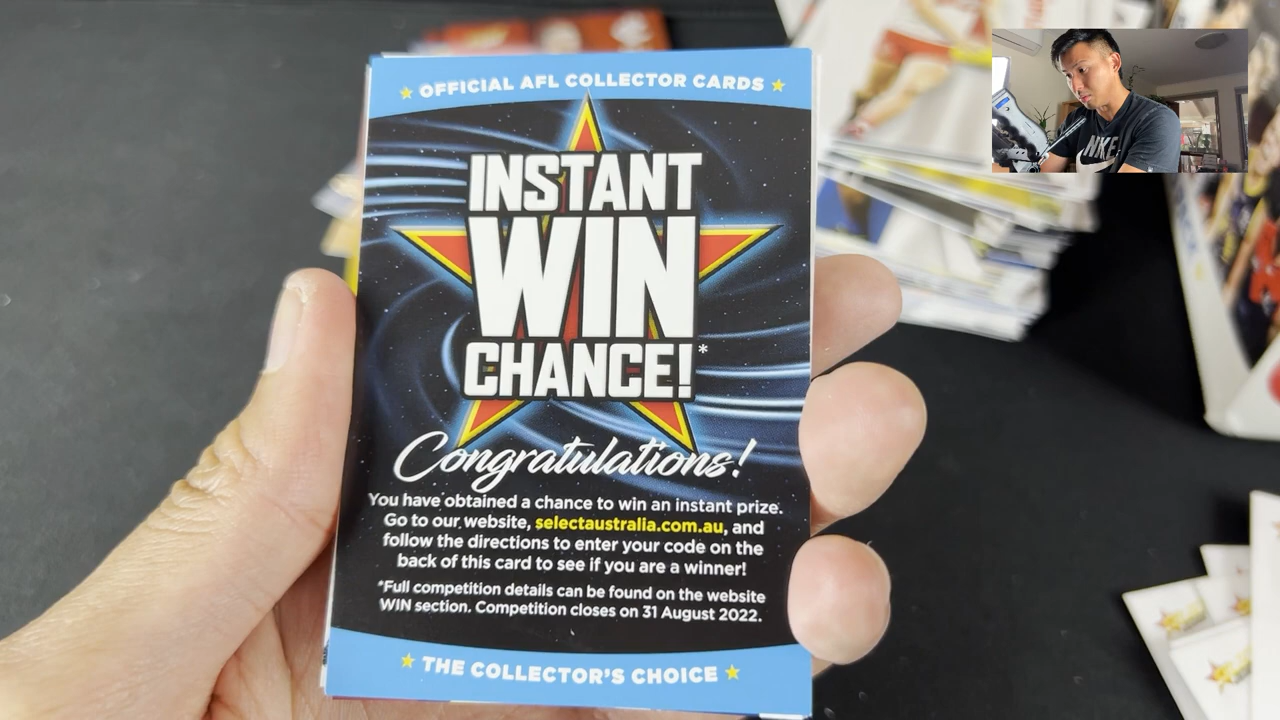 ★ OFFICIAL AFL COLLECTOR CARDS ★
INSTANT
WIN
CHANCE!*
Congratulations!
You have obtained a chance to win an instant prize.
Go to our website, selectaustralia.com.au, and
follow the directions to enter your code on the
back of this card to see if you are a winner!
*Full competition details can be found on the website
WIN section. Competition closes on 31 August 2022.
★ THE COLLECTOR'S CHOICE ★
NIKE